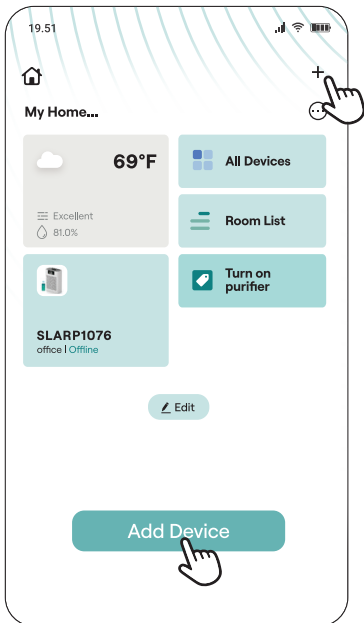 19.51
My Home...
69°F
Excellent
81.0%
All Devices
Room List
Turn on
purifier
SLARP1076
office | Offline
Edit
Add Device